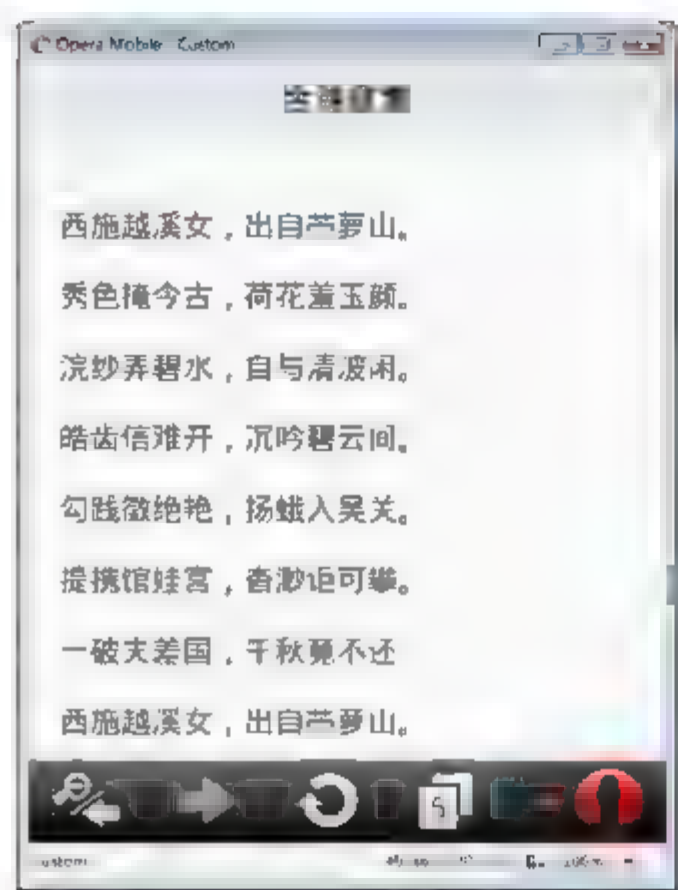 Opera Mobile Custom
西施越溪女，出自苎萝山。
秀色掩今古，荷花羞玉颜。
浣纱弄碧水，自与清波闲。
皓齿信难开，沉吟碧云间。
勾践徵绝艳，扬蛾入吴关。
提携馆娃宫，杳渺讵可攀。
一破夫差国，千秋竟不还
西施越溪女，出自苎萝山。
5